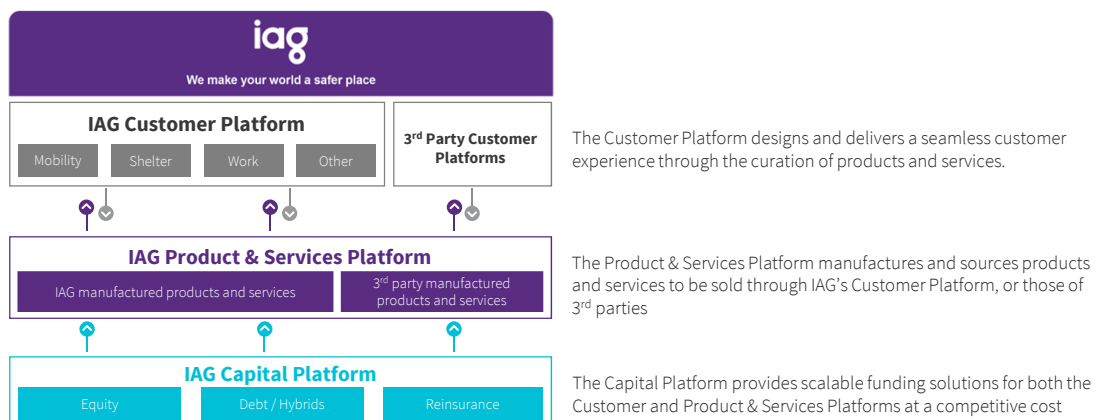 iag
We make your world a safer place
IAG Customer Platform
Mobility
Shelter
Work
Other
3rd Party Customer
Platforms
The Customer Platform designs and delivers a seamless customer
experience through the curation of products and services.
IAG Product & Services Platform
IAG manufactured products and services
3rd party manufactured
products and services
The Product & Services Platform manufactures and sources products
and services to be sold through IAG's Customer Platform, or those of
3rd parties
IAG Capital Platform
Equity
Debt / Hybrids
Reinsurance
The Capital Platform provides scalable funding solutions for both the
Customer and Product & Services Platforms at a competitive cost